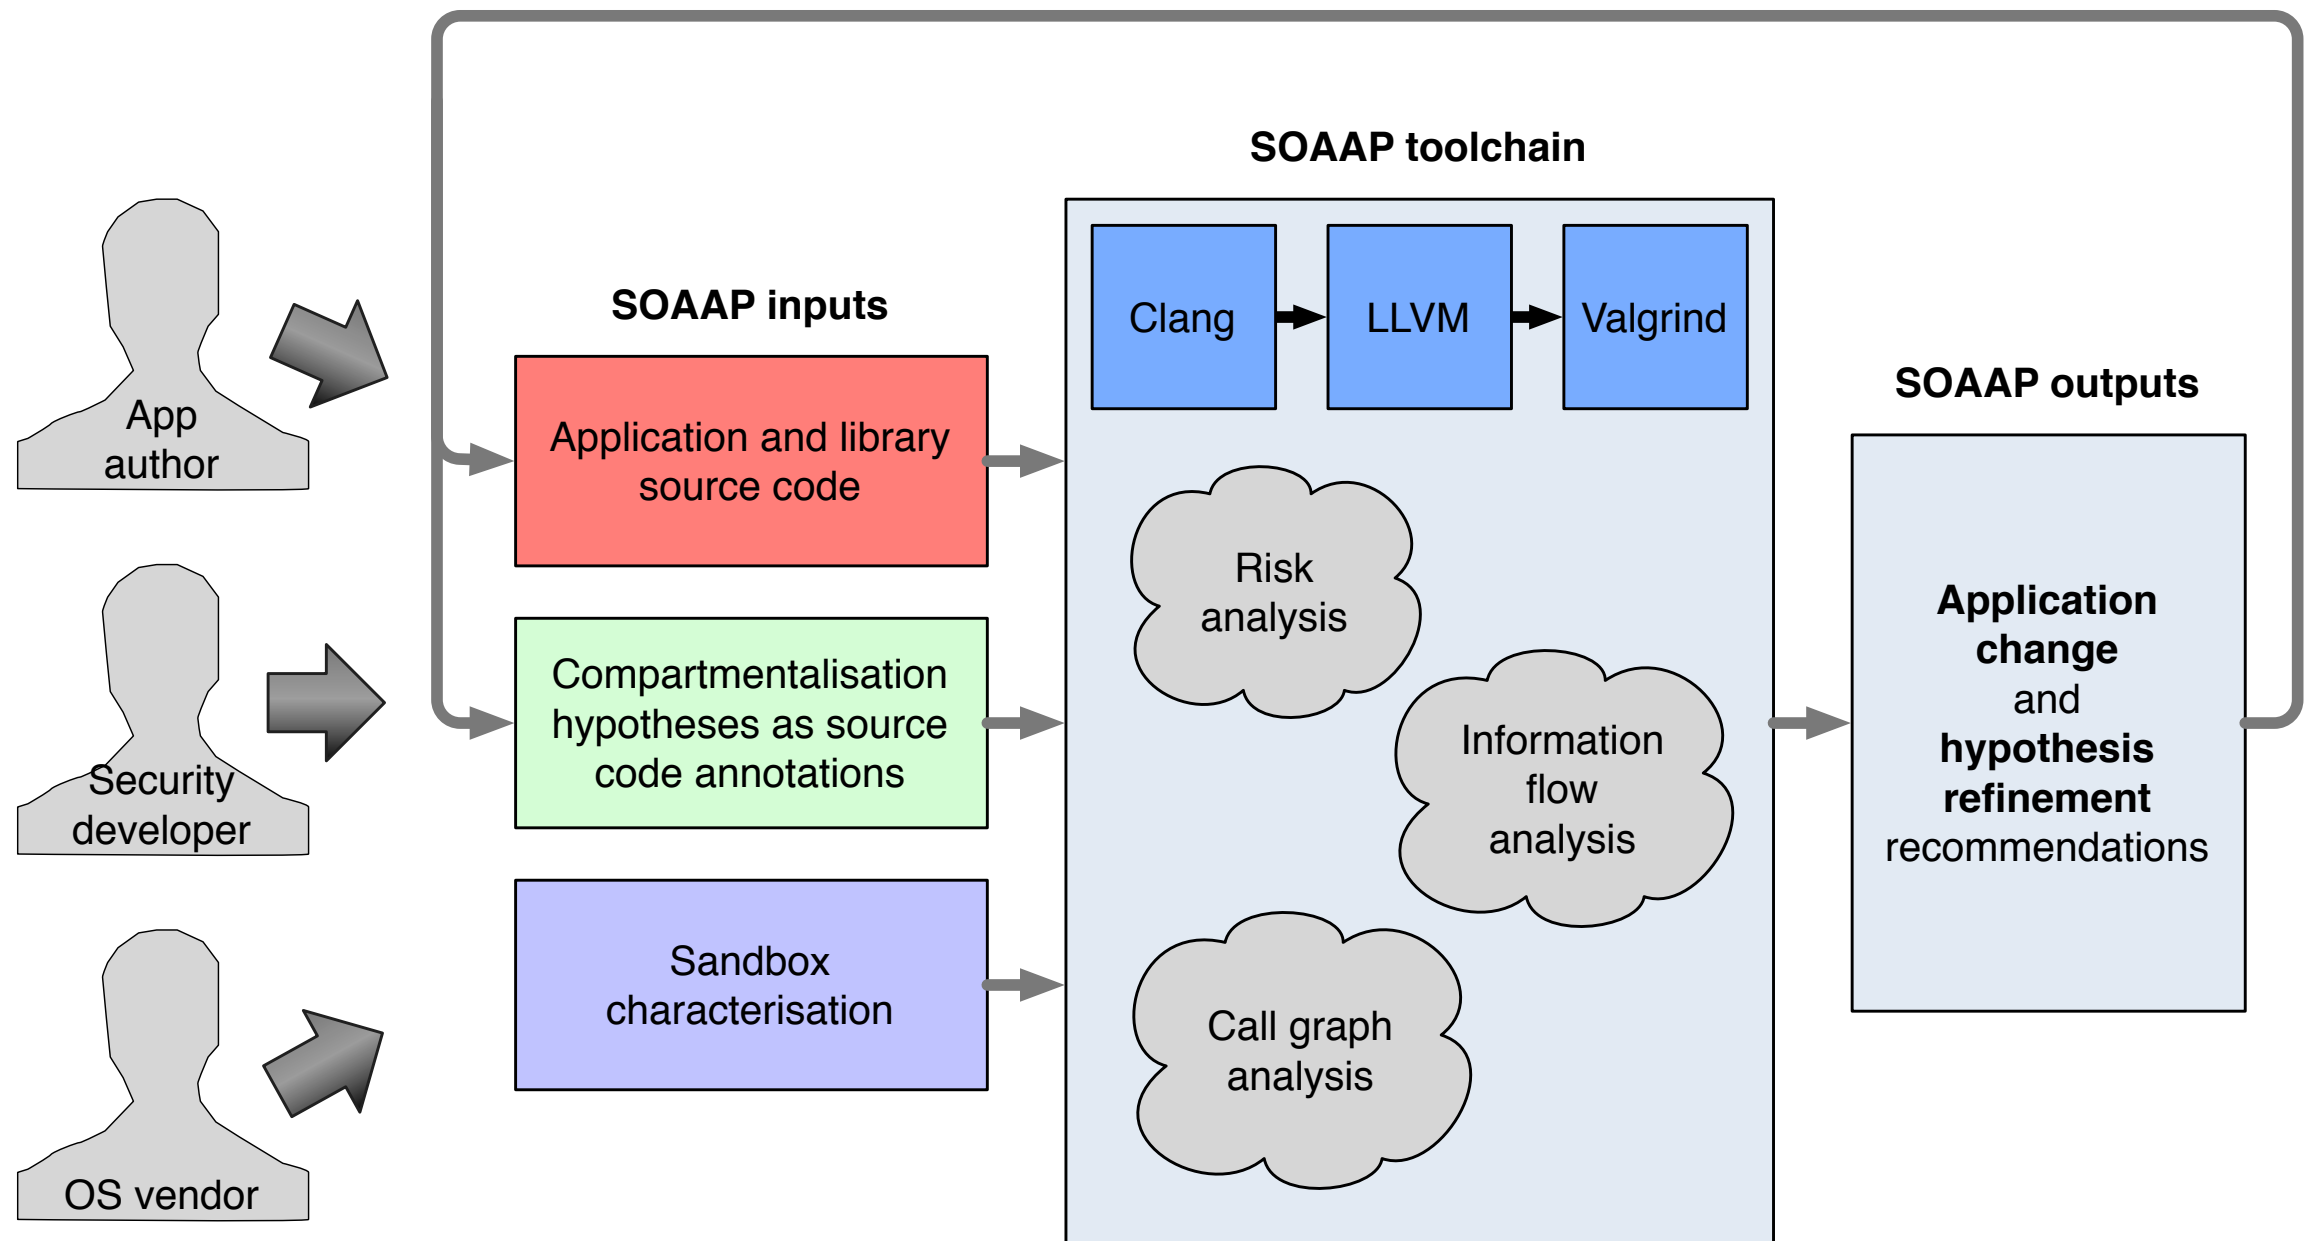 SOAAP toolchain
SOAAP inputs
SOAAP outputs
App
author
Security
developer
OS vendor
Application and library
source code
Compartmentalisation
hypotheses as source
code annotations
Sandbox
characterisation
Clang
LLVM
Valgrind
Risk
analysis
Information
flow
analysis
Call graph
analysis
Application
change
and
hypothesis
refinement
recommendations